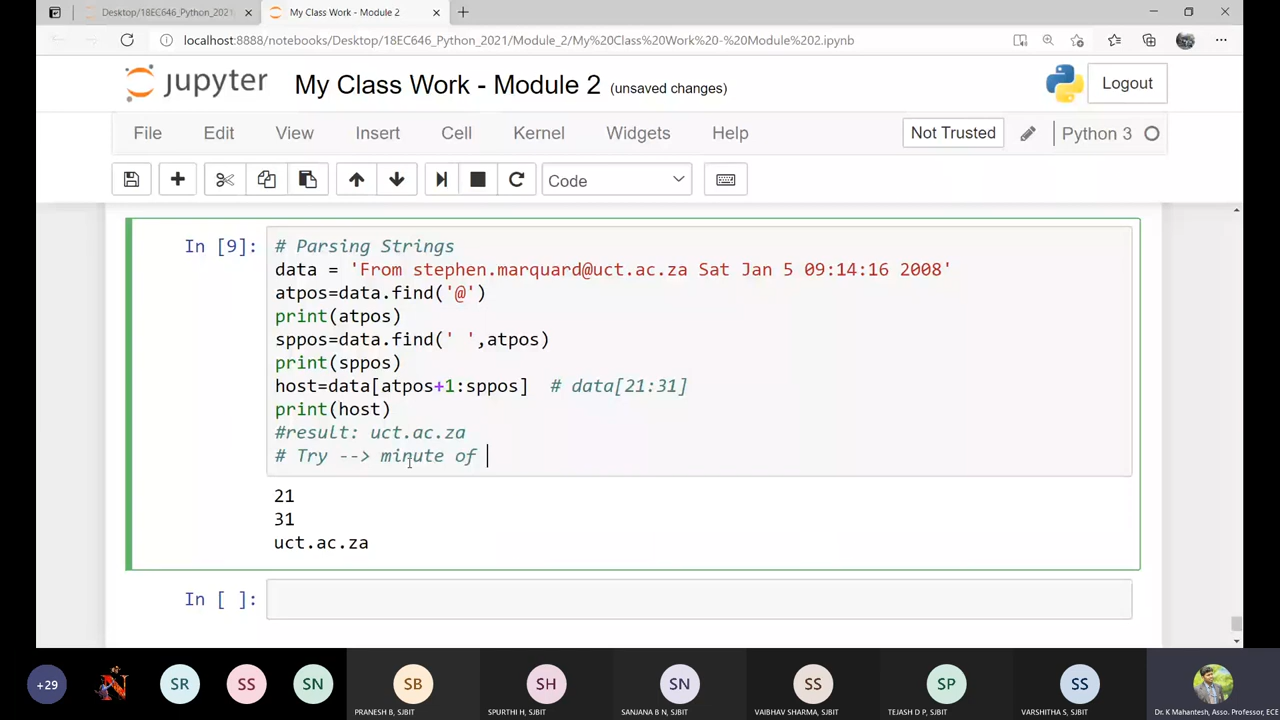 Desktop/18EC646_Python_2021/
My Class Work - Module 2
localhost:8888/notebooks/Desktop/18EC646_Python_2021/Module_2/My%20Class%20Work%20-%20Module%202.ipynb
jupyter My Class Work - Module 2 (unsaved changes) Logout
File Edit View Insert Cell Kernel Widgets Help Not Trusted Python 3
Code
In [9]:
# Parsing Strings
data = 'From stephen.marquard@uct.ac.za Sat Jan 5 09:14:16 2008'
atpos=data.find('@')
print(atpos)
sppos=data.find(' ',atpos)
print(sppos)
host=data[atpos+1:sppos]  # data[21:31]
print(host)
#result: uct.ac.za
# Try --> minute of
21
31
uct.ac.za
In [ ]:
+29 N SR SS SN SB SH SN SS SP SS
PRANESH B, SJBIT SPURTHI H, SJBIT SANJANA B N, SJBIT VAIBHAV SHARMA, SJBIT TEJASH D P, SJBIT VARSHITHA S, SJBIT Dr. K Mahantesh, Asso. Professor, ECE